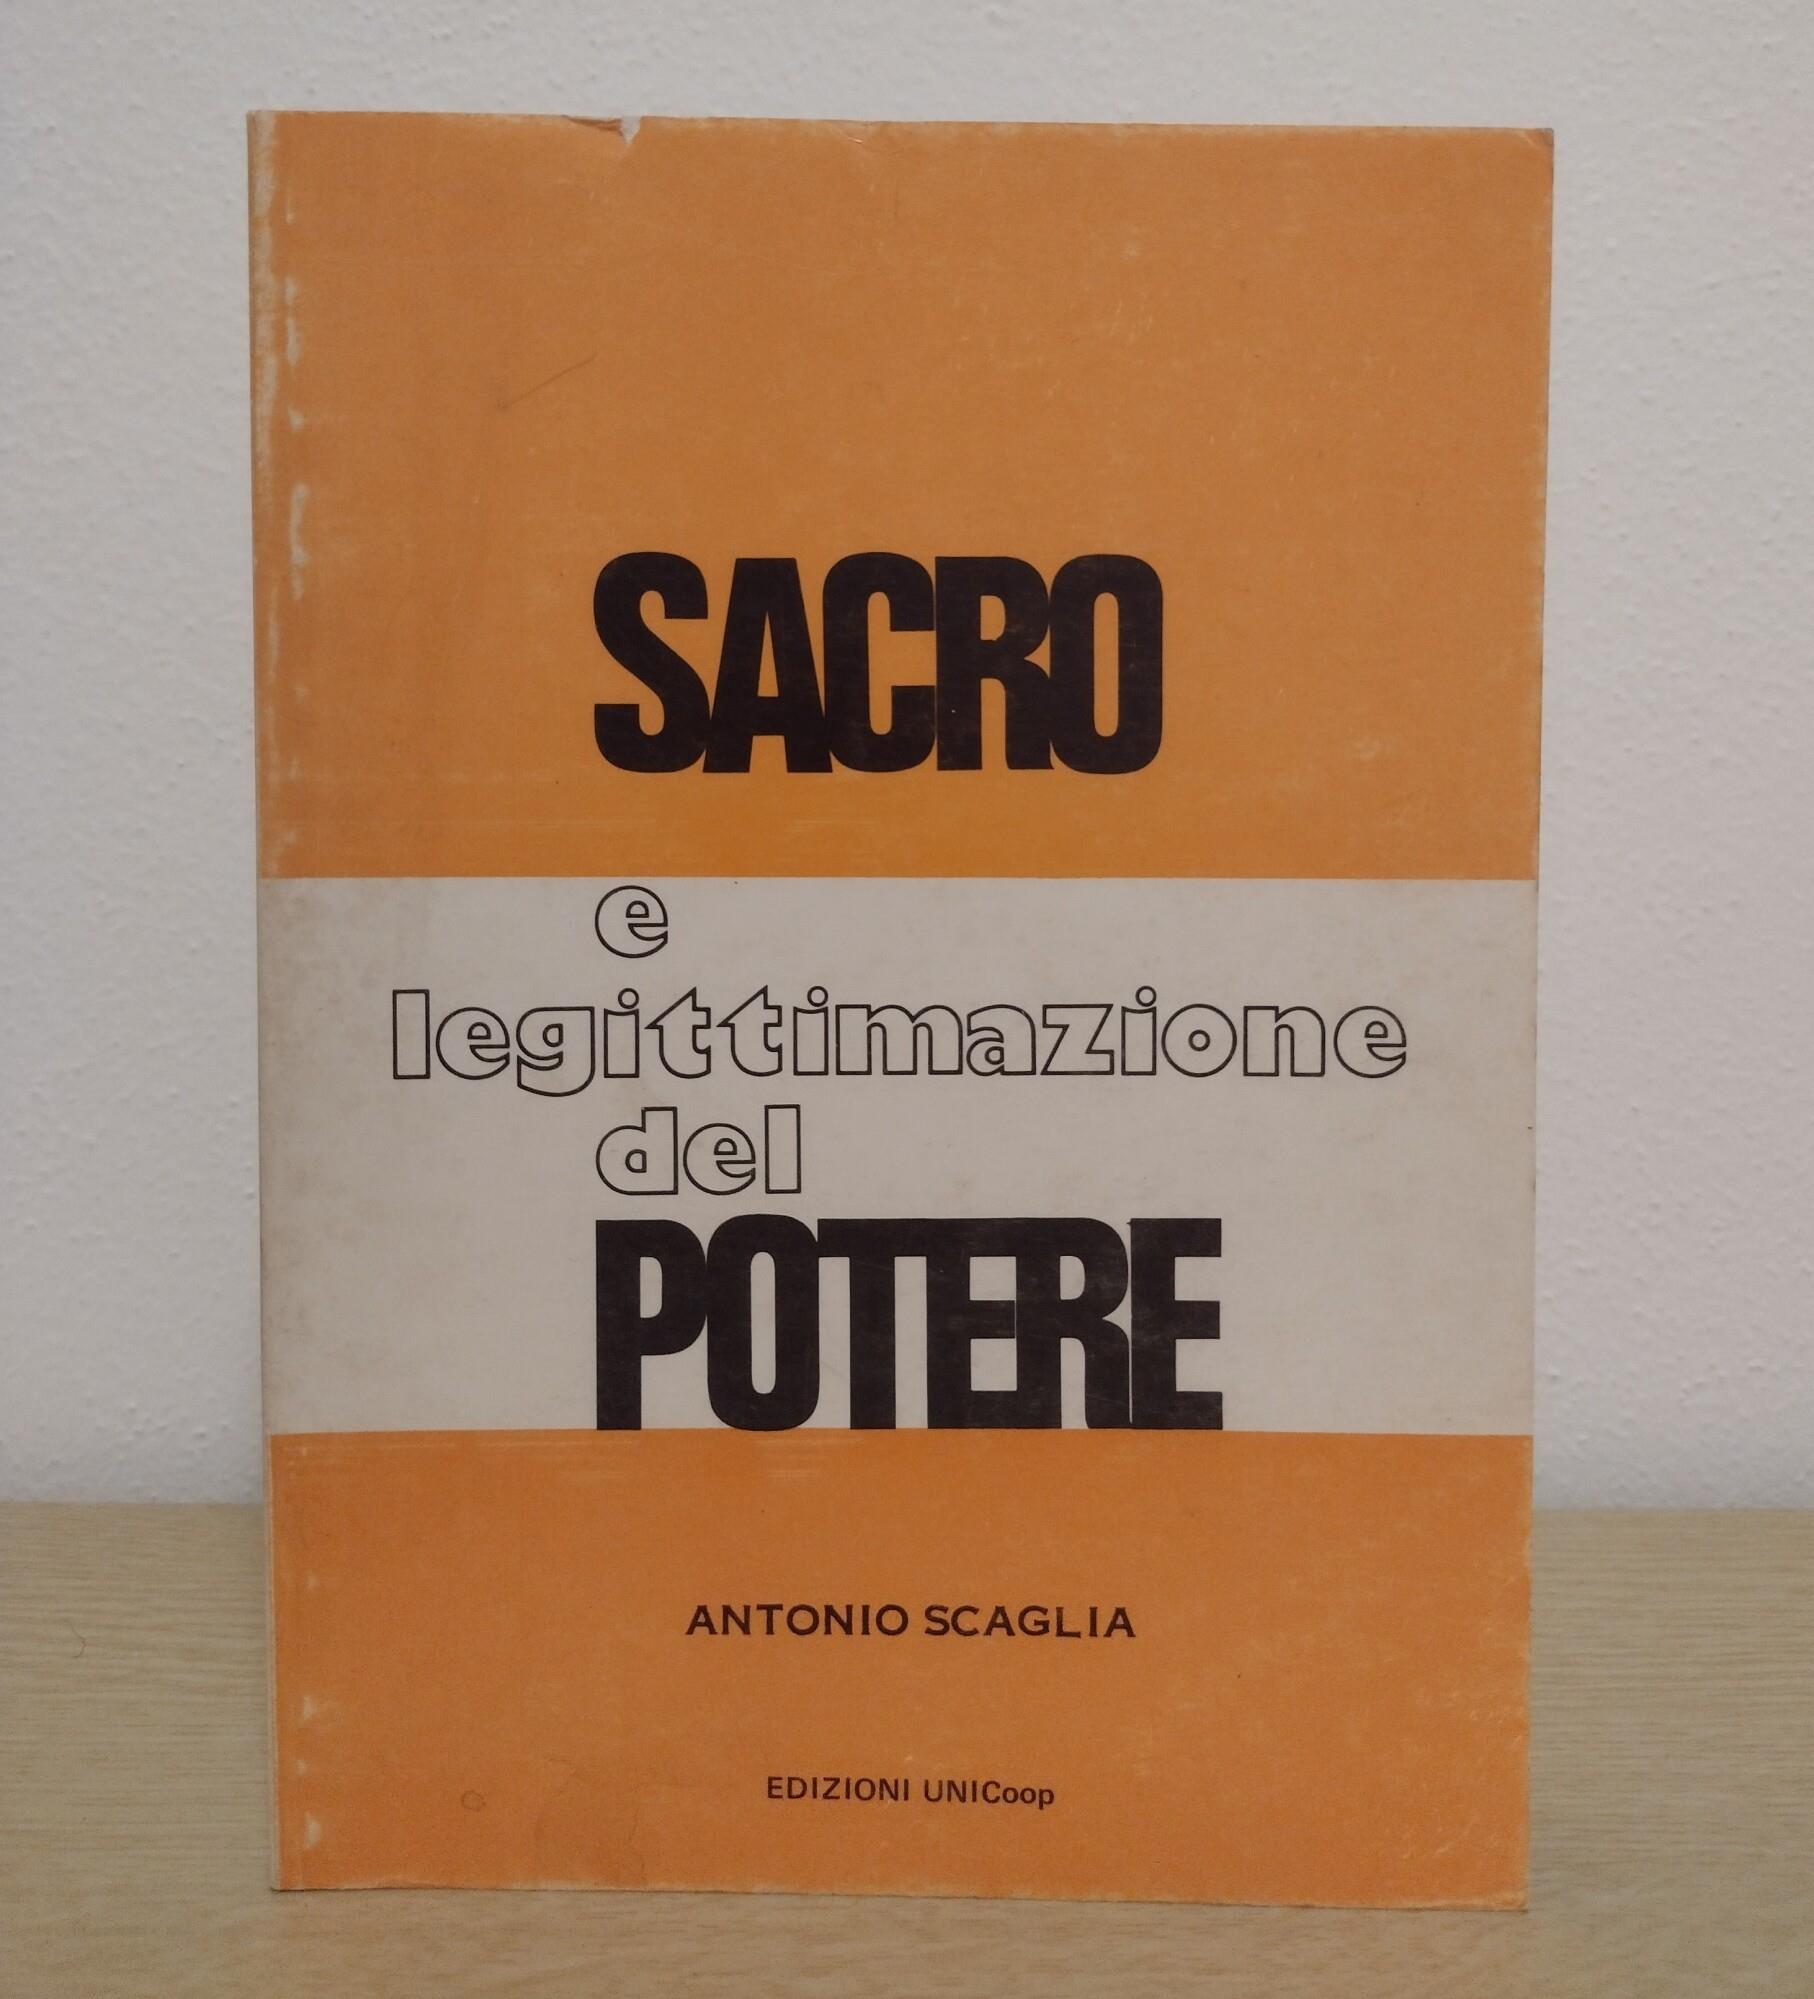 SACRO
e
legittimazione
del
POTERE
ANTONIO SCAGLIA
EDIZIONI UNICoop